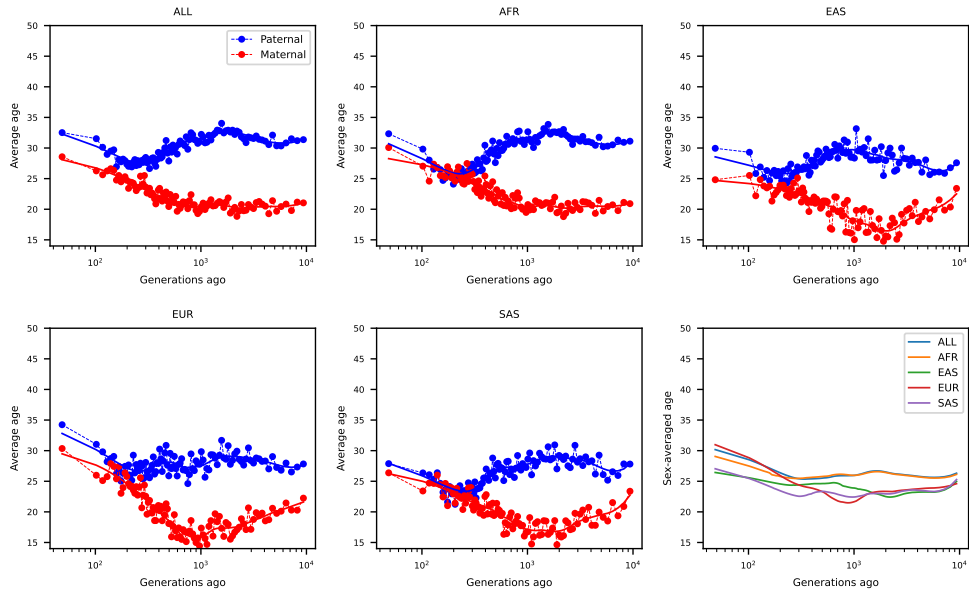 ALL
50
45
40
35
30
25
20
15
Average age
10²
10³
10⁴
Generations ago
Paternal
Maternal
AFR
50
45
40
35
30
25
20
15
Average age
10²
10³
10⁴
Generations ago
EAS
50
45
40
35
30
25
20
15
Average age
10²
10³
10⁴
Generations ago
EUR
50
45
40
35
30
25
20
15
Average age
10²
10³
10⁴
Generations ago
SAS
50
45
40
35
30
25
20
15
Average age
10²
10³
10⁴
Generations ago
50
45
40
35
30
25
20
15
Sex-averaged age
10²
10³
10⁴
Generations ago
ALL
AFR
EAS
EUR
SAS